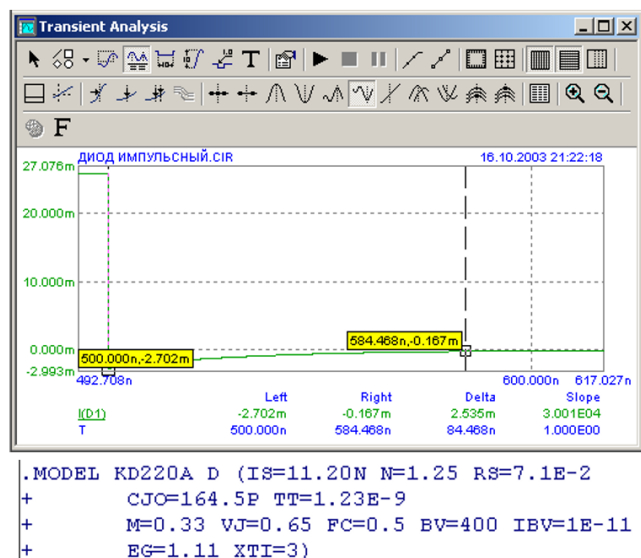 Transient Analysis
T
F
ДИОД ИМПУЛЬСНЫЙ.CIR 16.10.2003 21:22:18
27.076m
20.000m
10.000m
584.468n,-0.167m
0.000m
500.000n,-2.702m
-2.993m
492.708n 600.000n 617.027n
Left Right Delta Slope
I(D1) -2.702m -0.167m 2.535m 3.001E04
T 500.000n 584.468n 84.468n 1.000E00
.MODEL KD220A D (IS=11.20N N=1.25 RS=7.1E-2
+ CJO=164.5P TT=1.23E-9
+ M=0.33 VJ=0.65 FC=0.5 BV=400 IBV=1E-11
+ EG=1.11 XTI=3)